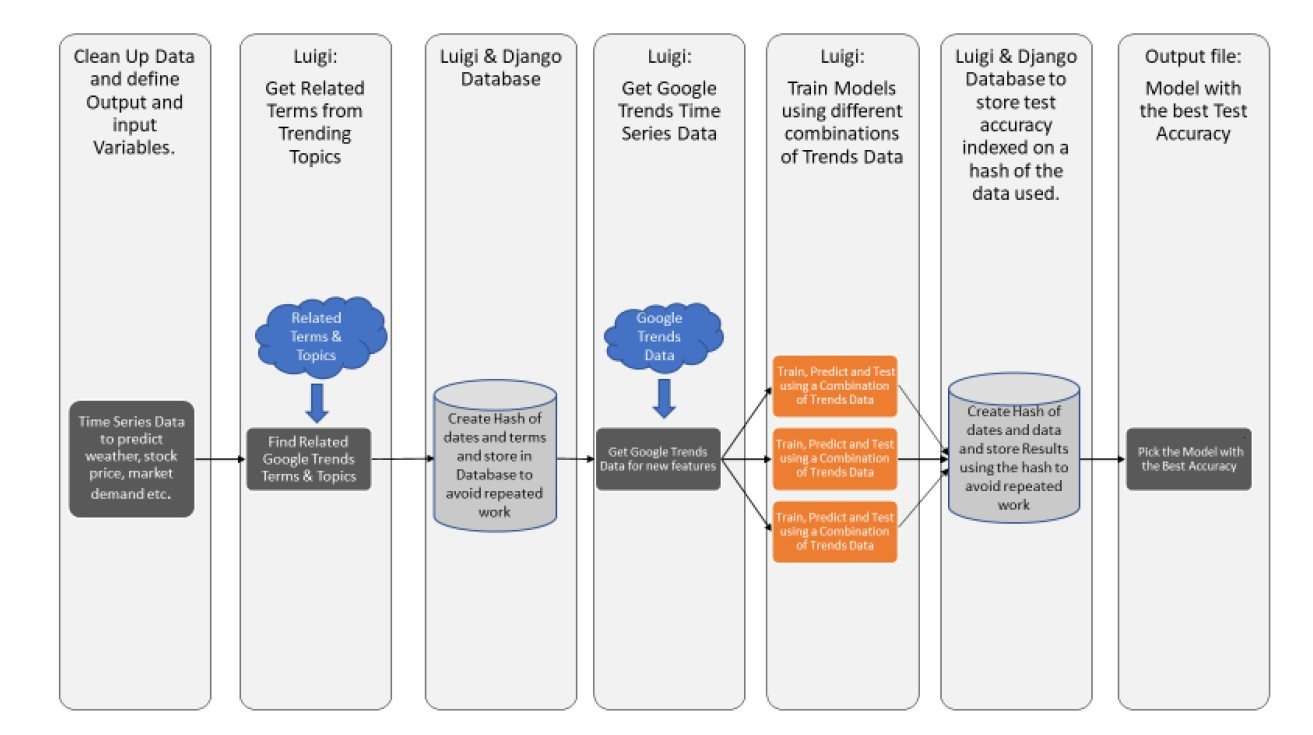 Clean Up Data
and define
Output and
input
Variables.
Luigi:
Get Related
Terms from
Trending
Topics
Luigi & Django
Database
Luigi:
Get Google
Trends Time
Series Data
Luigi:
Train Models
using different
combinations
of Trends Data
Luigi & Django
Database to
store test
accuracy
indexed on a
hash of the
data used.
Output file:
Model with
the best Test
Accuracy
Time Series Data
to predict
weather, stock
price, market
demand etc.
Related
Terms &
Topics
Find Related
Google Trends
Terms & Topics
Create Hash of
dates and terms
and store in
Database to
avoid repeated
work
Google
Trends
Data
Get Google Trends
Data for new features
Train, Predict and Test
using a Combination
of Trends Data
Train, Predict and Test
using a Combination
of Trends Data
Train, Predict and Test
using a Combination
of Trends Data
Create Hash of
dates and data
and store Results
using the hash to
avoid repeated
work
Pick the Model with
the Best Accuracy